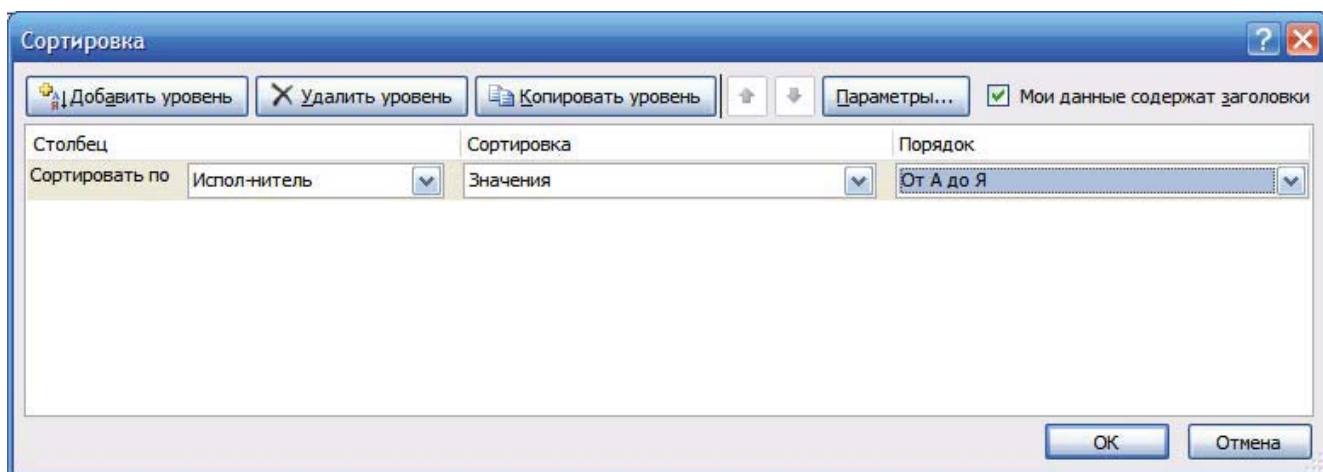 Сортировка
Добавить уровень Удалить уровень Копировать уровень Параметры... Мои данные содержат заголовки
Столбец Сортировка Порядок
Сортировать по Испол-нитель Значения От А до Я
ОК Отмена